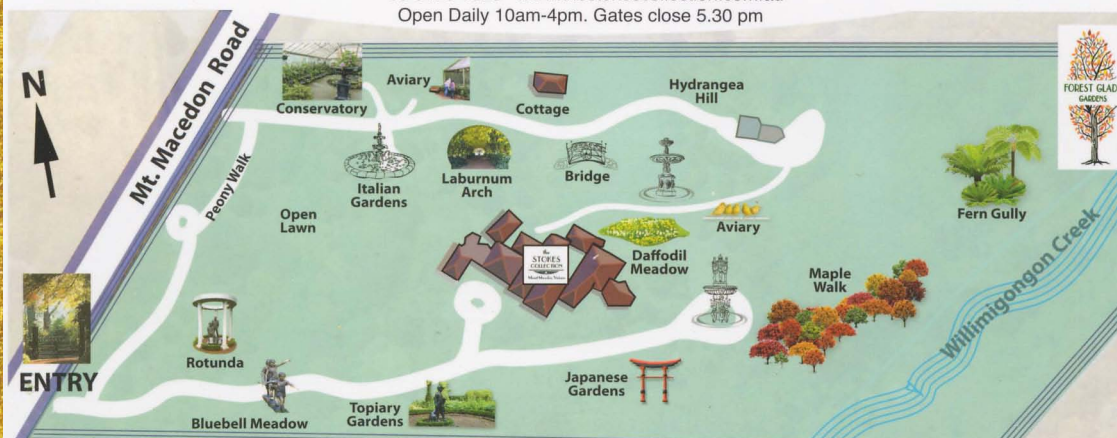 Open Daily 10am-4pm. Gates close 5.30 pm
N
Mt. Macedon Road
Conservatory
Aviary
Cottage
Hydrangea
Hill
FOREST GLADE
GARDENS
Peony Walk
Italian
Gardens
Laburnum
Arch
Bridge
Fern Gully
Open
Lawn
the
STOKES
COLLECTION
Daffodil
Meadow
Aviary
Maple
Walk
Willimigongon Creek
Rotunda
ENTRY
Japanese
Gardens
Topiary
Gardens
Bluebell Meadow